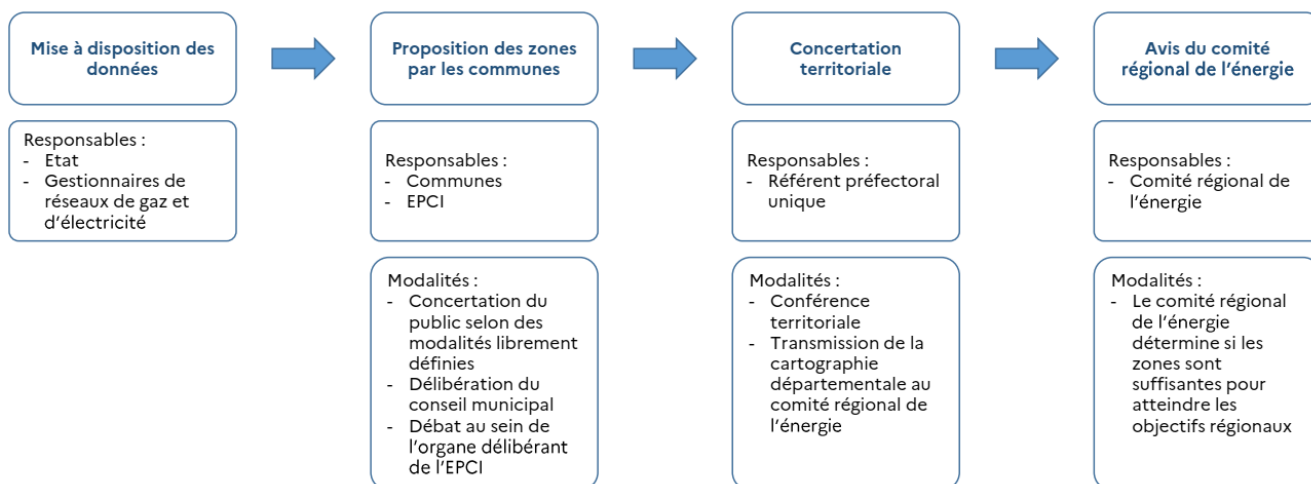 Mise à disposition des
données
Proposition des zones
par les communes
Concertation
territoriale
Avis du comité
régional de l'énergie
Responsables :
- Etat
- Gestionnaires de
réseaux de gaz et
d'électricité
Responsables :
- Communes
- EPCI
Responsables :
- Référent préfectoral
unique
Responsables :
- Comité régional de
l'énergie
Modalités :
- Concertation du
public selon des
modalités librement
définies
- Délibération du
conseil municipal
- Débat au sein de
l'organe délibérant
de l'EPCI
Modalités :
- Conférence
territoriale
- Transmission de la
cartographie
départementale au
comité régional de
l'énergie
Modalités :
- Le comité régional
de l'énergie
détermine si les
zones sont
suffisantes pour
atteindre les
objectifs régionaux